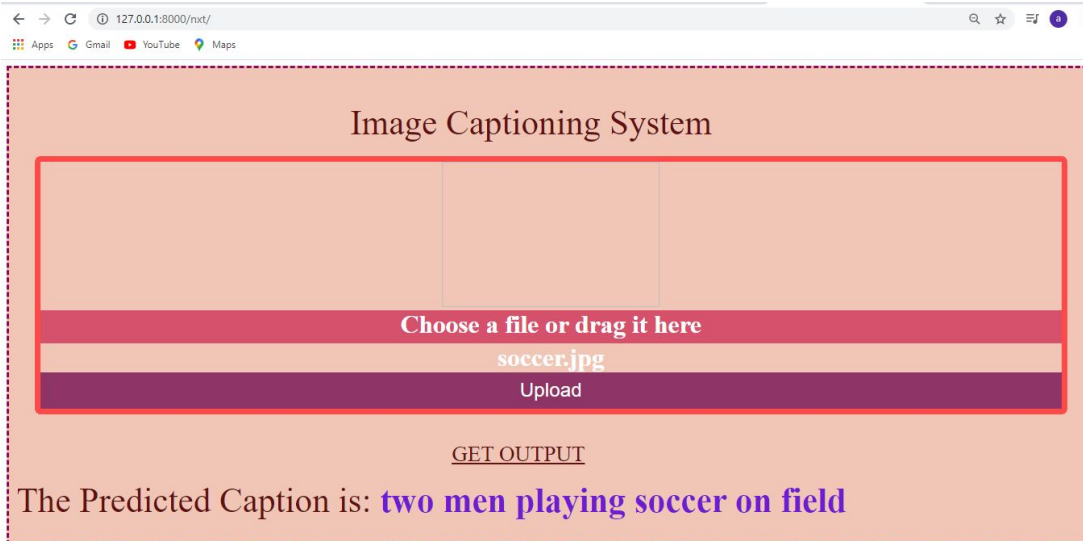 127.0.0.1:8000/nxt/
a
Apps Gmail YouTube Maps
Image Captioning System
Choose a file or drag it here
soccer.jpg
Upload
GET OUTPUT
The Predicted Caption is: two men playing soccer on field